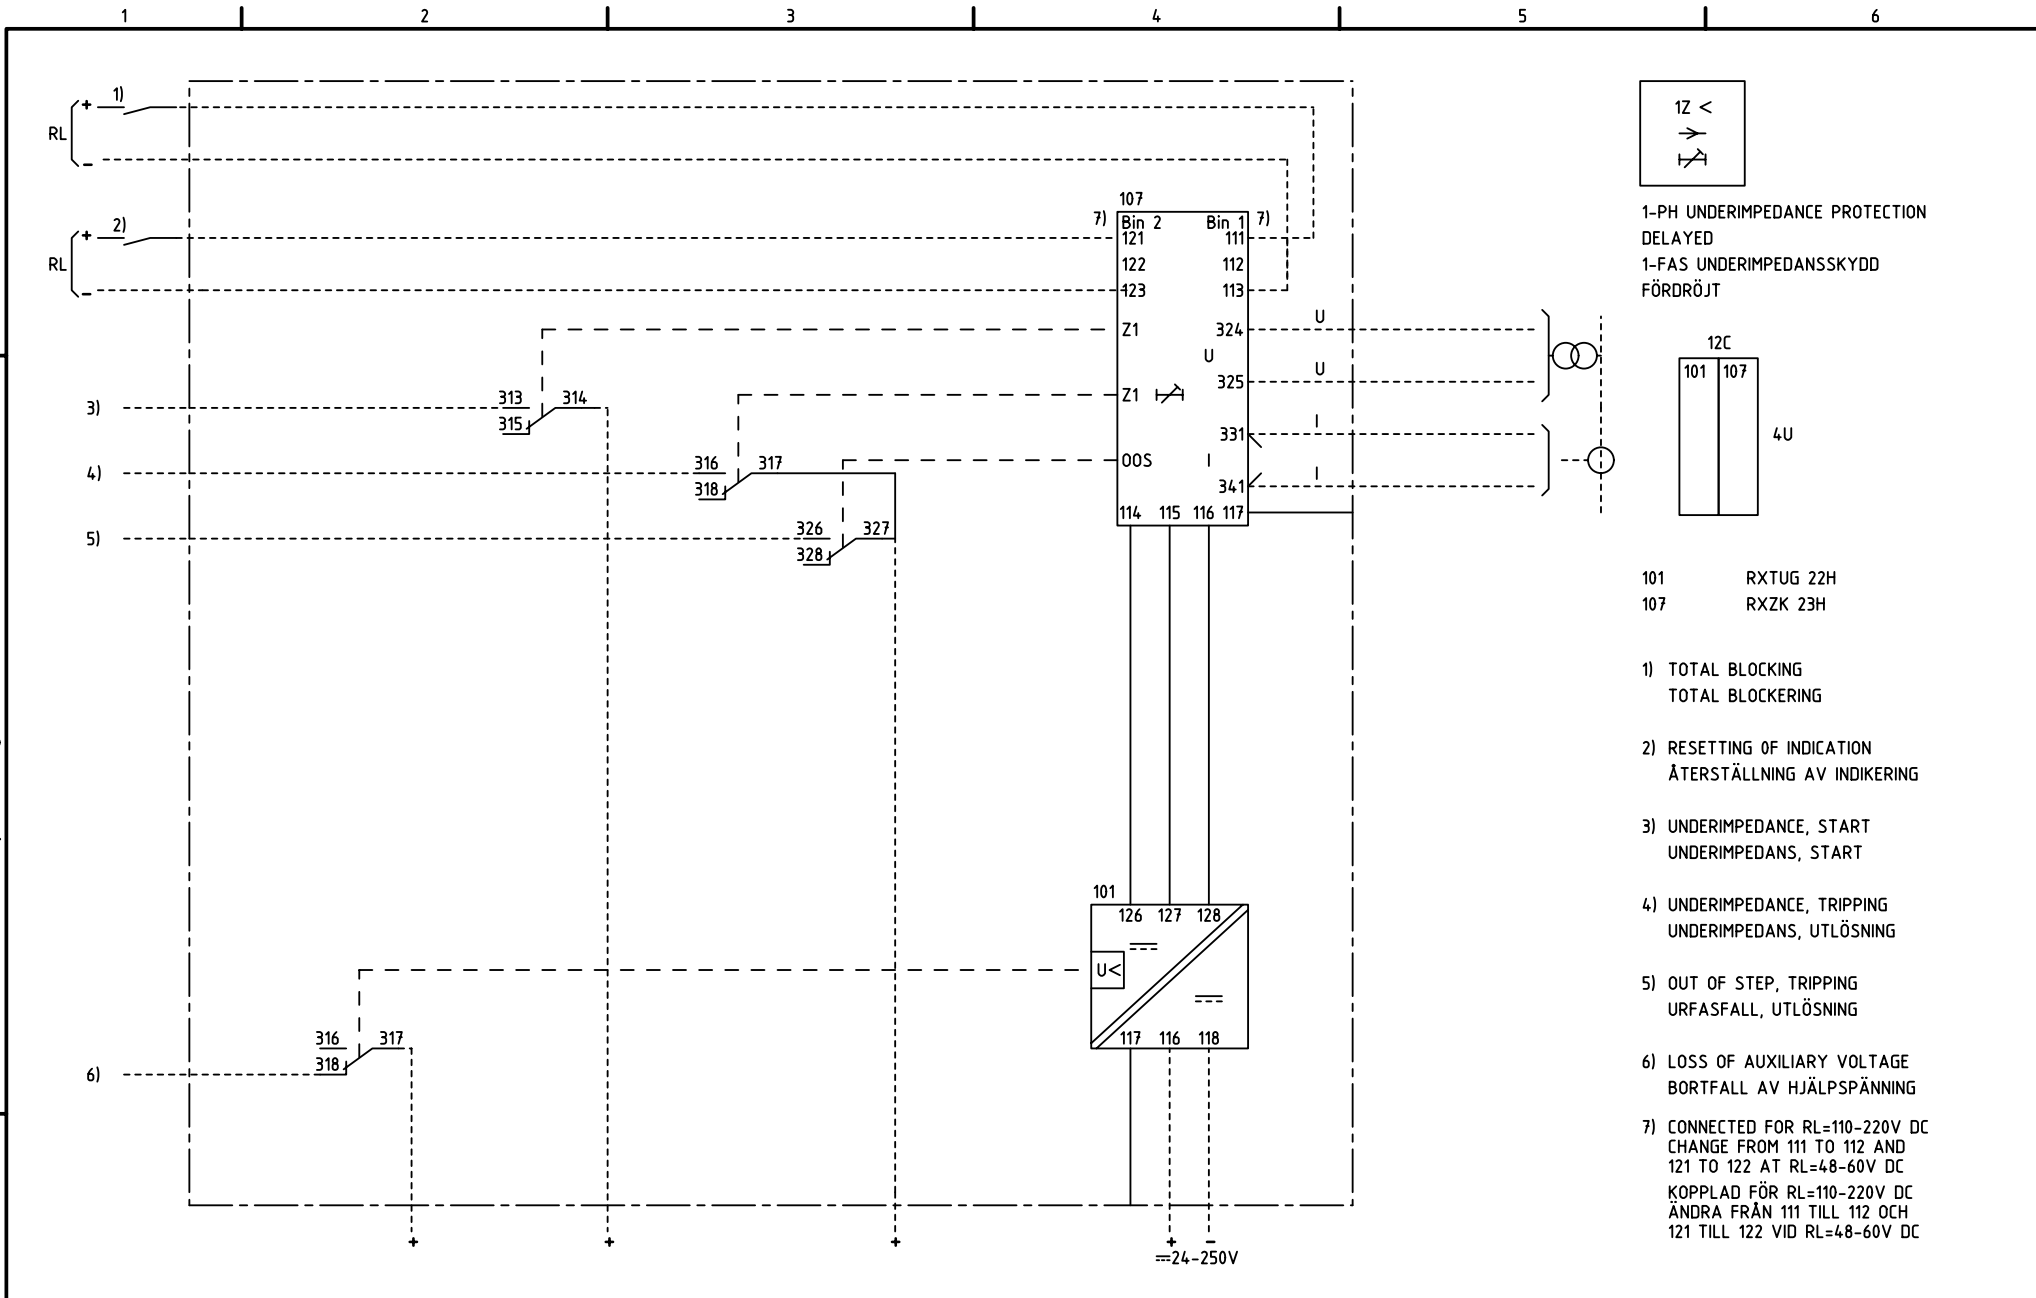 1 2 3 4 5 6
+ 1)
RL
−
+ 2)
RL
−
107
7) Bin 2 Bin 1 7)
121 111
122 112
123 113
Z1 324 U
U
325 U
Z1
331 I
OOS I
341 I
114 115 116 117
3) 313 314
315
4) 316 317
318
5) 326 327
328
101
126 127 128
U<
117 116 118
316 317
318
6)
+ + + + −
⎓24-250V
1Z <
1-PH UNDERIMPEDANCE PROTECTION
DELAYED
1-FAS UNDERIMPEDANSSKYDD
FÖRDRÖJT
12C
101 107
4U
101 RXTUG 22H
107 RXZK 23H
1) TOTAL BLOCKING
TOTAL BLOCKERING
2) RESETTING OF INDICATION
ÅTERSTÄLLNING AV INDIKERING
3) UNDERIMPEDANCE, START
UNDERIMPEDANS, START
4) UNDERIMPEDANCE, TRIPPING
UNDERIMPEDANS, UTLÖSNING
5) OUT OF STEP, TRIPPING
URFASFALL, UTLÖSNING
6) LOSS OF AUXILIARY VOLTAGE
BORTFALL AV HJÄLPSPÄNNING
7) CONNECTED FOR RL=110-220V DC
CHANGE FROM 111 TO 112 AND
121 TO 122 AT RL=48-60V DC
KOPPLAD FÖR RL=110-220V DC
ÄNDRA FRÅN 111 TILL 112 OCH
121 TILL 122 VID RL=48-60V DC